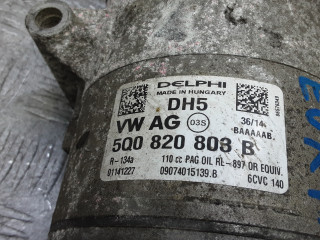 DELPHI
MADE IN HUNGARY
DH5
VW AG 03S
36/14
-BAAAAAB-
5Q0 820 803 B
R-134a 110 cc PAG OIL RL-897 OR EQUIV.
01141227 09074015139.B 6CVC 140